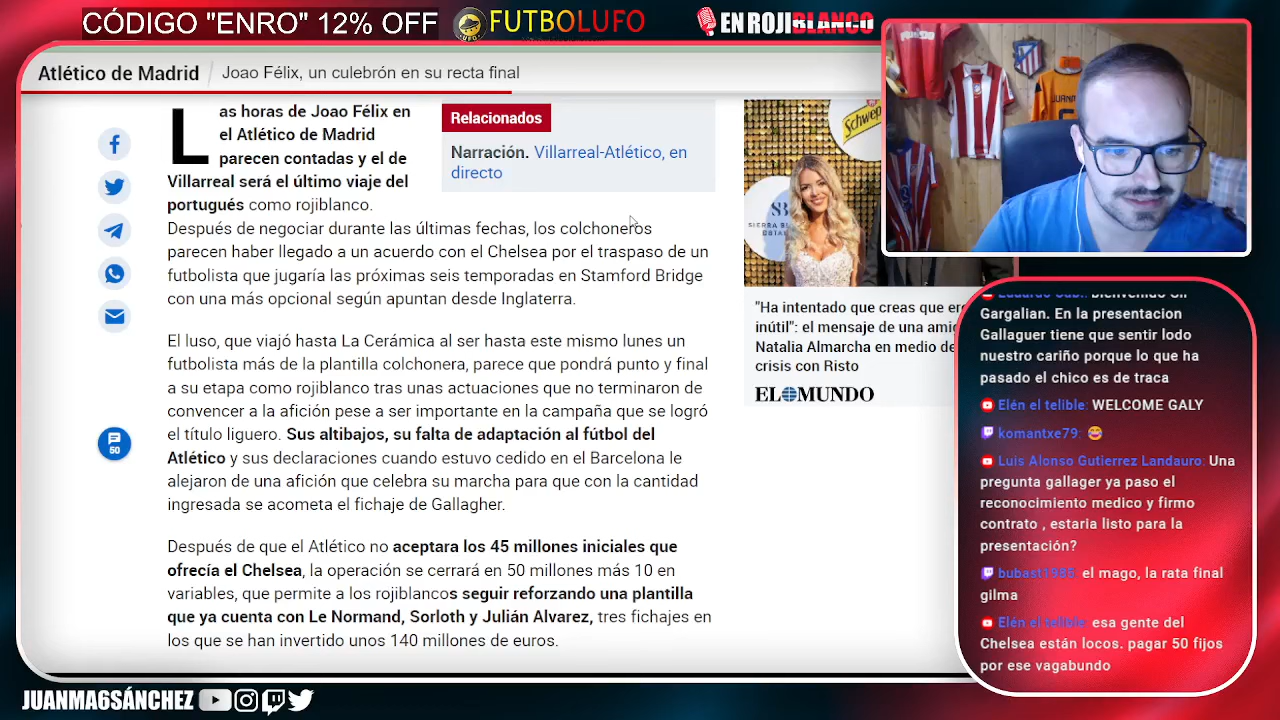 CÓDIGO "ENRO" 12% OFF
FUTBOLUFO
EN ROJIBLANCO
Atlético de Madrid / Joao Félix, un culebrón en su recta final
Las horas de Joao Félix en
el Atlético de Madrid
parecen contadas y el de
Villarreal será el último viaje del
portugués como rojiblanco.
Relacionados
Narración. Villarreal-Atlético, en
directo
Después de negociar durante las últimas fechas, los colchoneros
parecen haber llegado a un acuerdo con el Chelsea por el traspaso de un
futbolista que jugaría las próximas seis temporadas en Stamford Bridge
con una más opcional según apuntan desde Inglaterra.
El luso, que viajó hasta La Cerámica al ser hasta este mismo lunes un
futbolista más de la plantilla colchonera, parece que pondrá punto y final
a su etapa como rojiblanco tras unas actuaciones que no terminaron de
convencer a la afición pese a ser importante en la campaña que se logró
el título liguero. Sus altibajos, su falta de adaptación al fútbol del
Atlético y sus declaraciones cuando estuvo cedido en el Barcelona le
alejaron de una afición que celebra su marcha para que con la cantidad
ingresada se acometa el fichaje de Gallagher.
Después de que el Atlético no aceptara los 45 millones iniciales que
ofrecía el Chelsea, la operación se cerrará en 50 millones más 10 en
variables, que permite a los rojiblancos seguir reforzando una plantilla
que ya cuenta con Le Normand, Sorloth y Julián Alvarez, tres fichajes en
los que se han invertido unos 140 millones de euros.
50
Schwep
"Ha intentado que creas que er
inútil": el mensaje de una amig
Natalia Almarcha en medio de
crisis con Risto
EL MUNDO
Gargalian. En la presentacion
Gallaguer tiene que sentir lodo
nuestro cariño porque lo que ha
pasado el chico es de traca
Elén el telible: WELCOME GALY
komantxe79: 😂
Luis Alonso Gutierrez Landauro: Una
pregunta gallager ya paso el
reconocimiento medico y firmo
contrato , estaria listo para la
presentación?
bubast1985: el mago, la rata final
gilma
Elén el telible: esa gente del
Chelsea están locos. pagar 50 fijos
por ese vagabundo
JUANMA6SÁNCHEZ